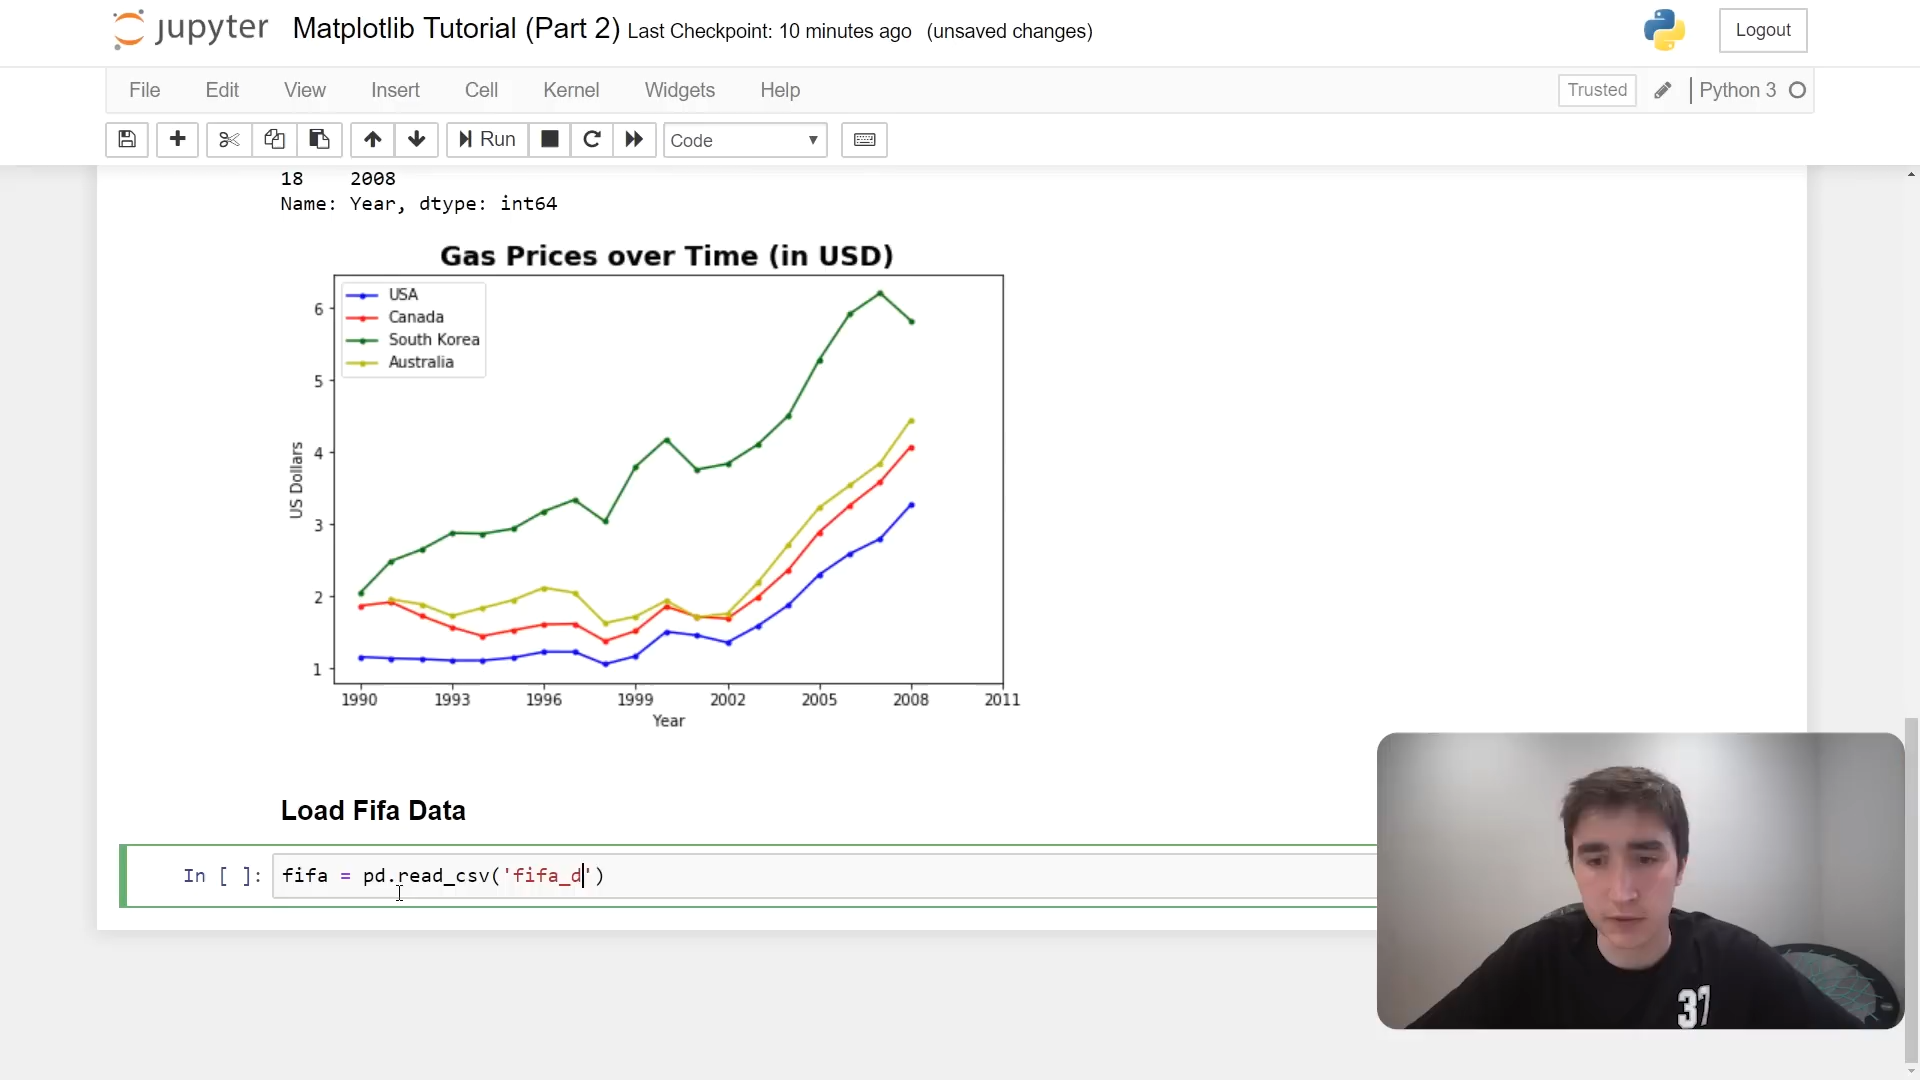 jupyter Matplotlib Tutorial (Part 2) Last Checkpoint: 10 minutes ago (unsaved changes) Logout
File Edit View Insert Cell Kernel Widgets Help Trusted Python 3
Run Code
18 2008
Name: Year, dtype: int64
Gas Prices over Time (in USD)
USA
Canada
South Korea
Australia
6
5
4
3
2
1
US Dollars
1990 1993 1996 1999 2002 2005 2008 2011
Year
Load Fifa Data
In [ ]: fifa = pd.read_csv('fifa_d')
37